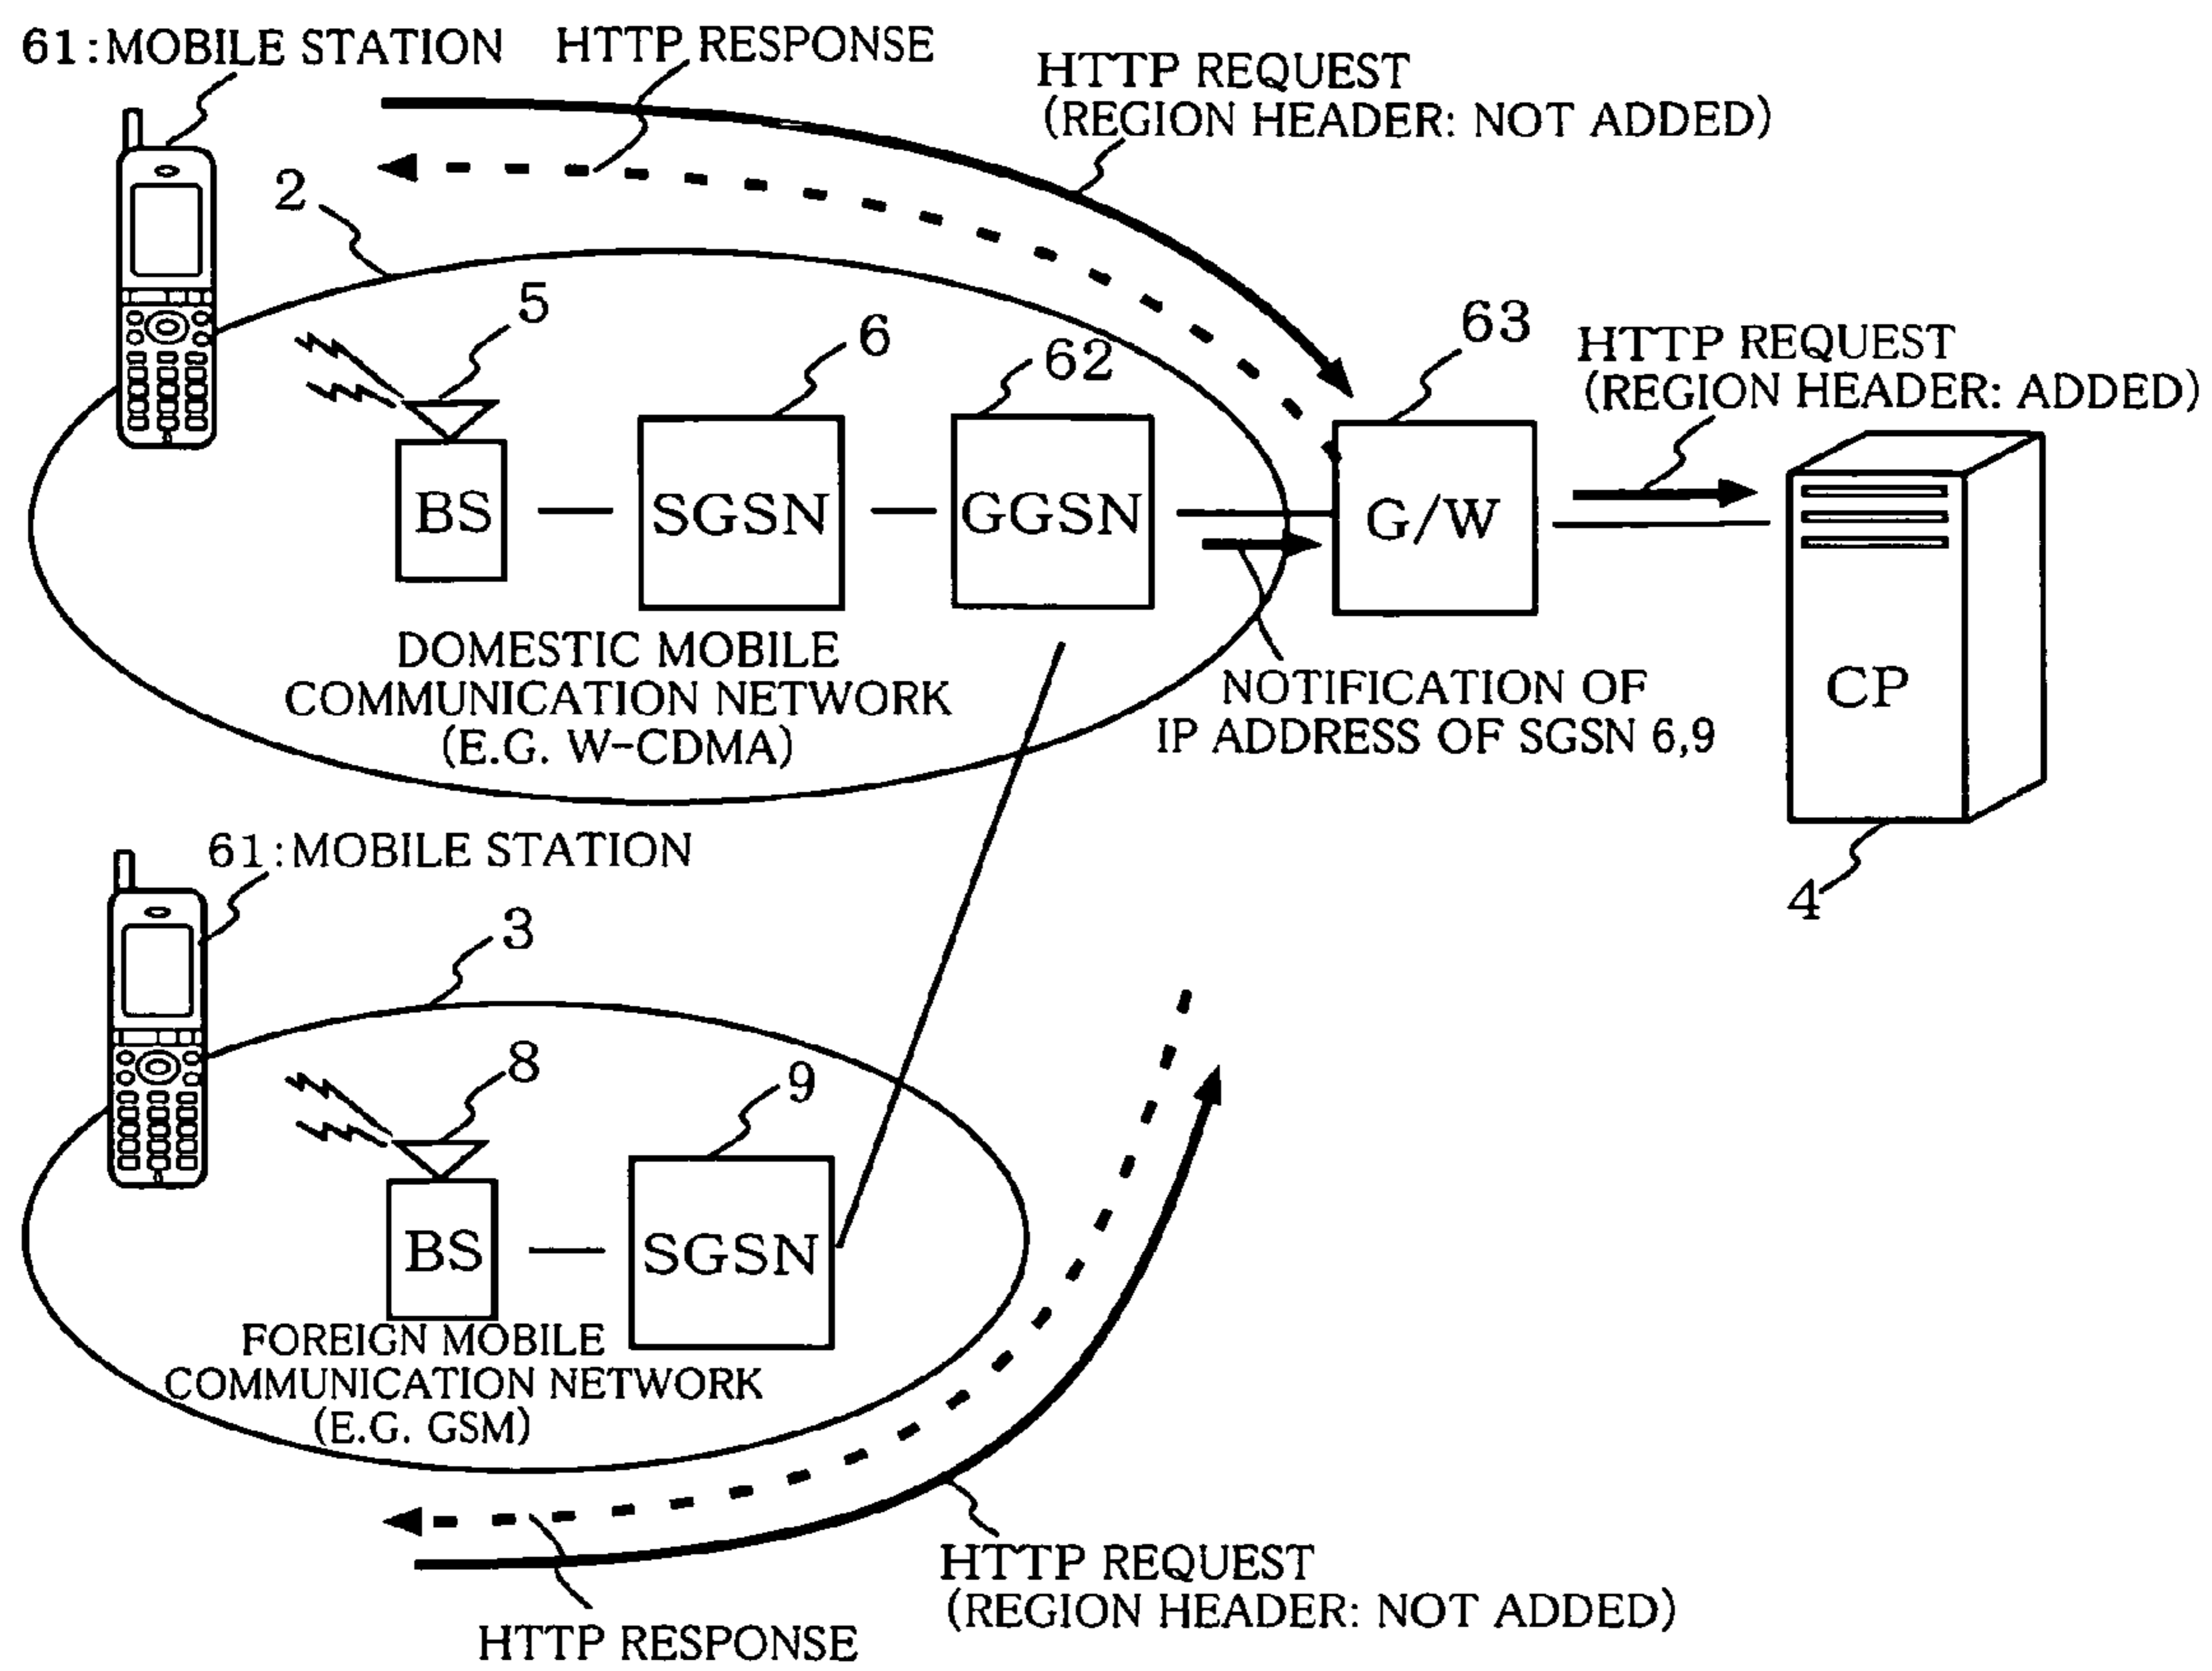 61:MOBILE STATION
HTTP RESPONSE
HTTP REQUEST
(REGION HEADER: NOT ADDED)
2
5
6
62
63
HTTP REQUEST
(REGION HEADER: ADDED)
BS
SGSN
GGSN
G/W
CP
DOMESTIC MOBILE
COMMUNICATION NETWORK
(E.G. W-CDMA)
NOTIFICATION OF
IP ADDRESS OF SGSN 6,9
4
61:MOBILE STATION
3
8
9
BS
SGSN
FOREIGN MOBILE
COMMUNICATION NETWORK
(E.G. GSM)
HTTP REQUEST
(REGION HEADER: NOT ADDED)
HTTP RESPONSE